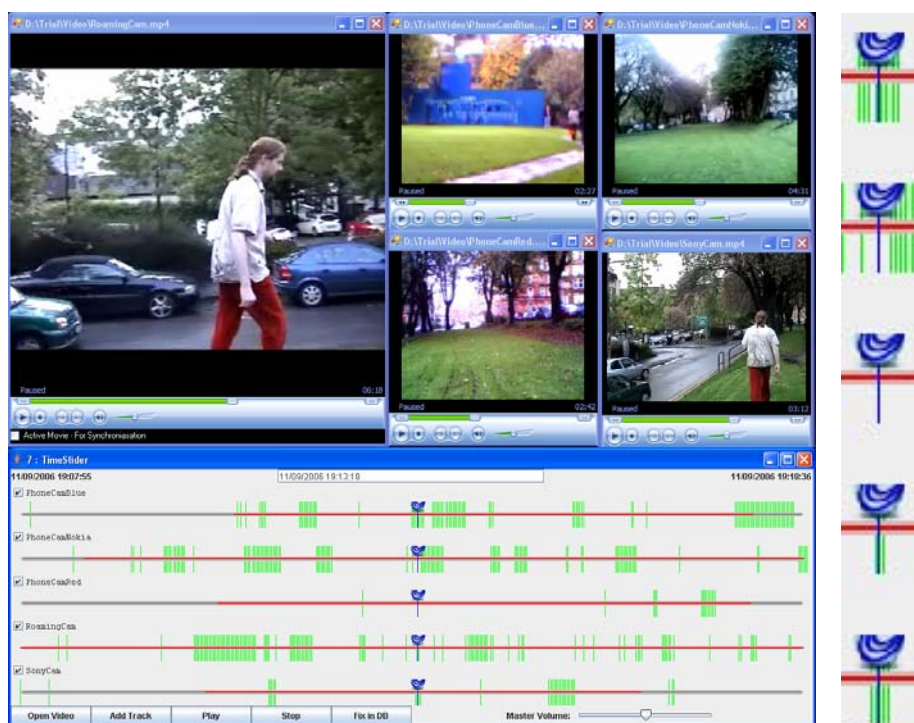 D:\Trial\Video\RoamingCam.mp4
D:\Trial\Video\PhoneCamBlue...
D:\Trial\Video\PhoneCamNoki...
Paused 02:27
Paused 04:31
D:\Trial\Video\PhoneCamRed....
D:\Trial\Video\SonyCam.mp4
Paused 06:18
Paused 02:42
Paused 03:12
Active Movie - For Synchronisation
7 : TimeSlider
11/09/2006 19:07:55 11/09/2006 19:13:18 11/09/2006 19:18:36
PhoneCamBlue
PhoneCamNokia
PhoneCamRed
RoamingCam
SonyCam
Open Video Add Track Play Stop Fix in DB Master Volume: